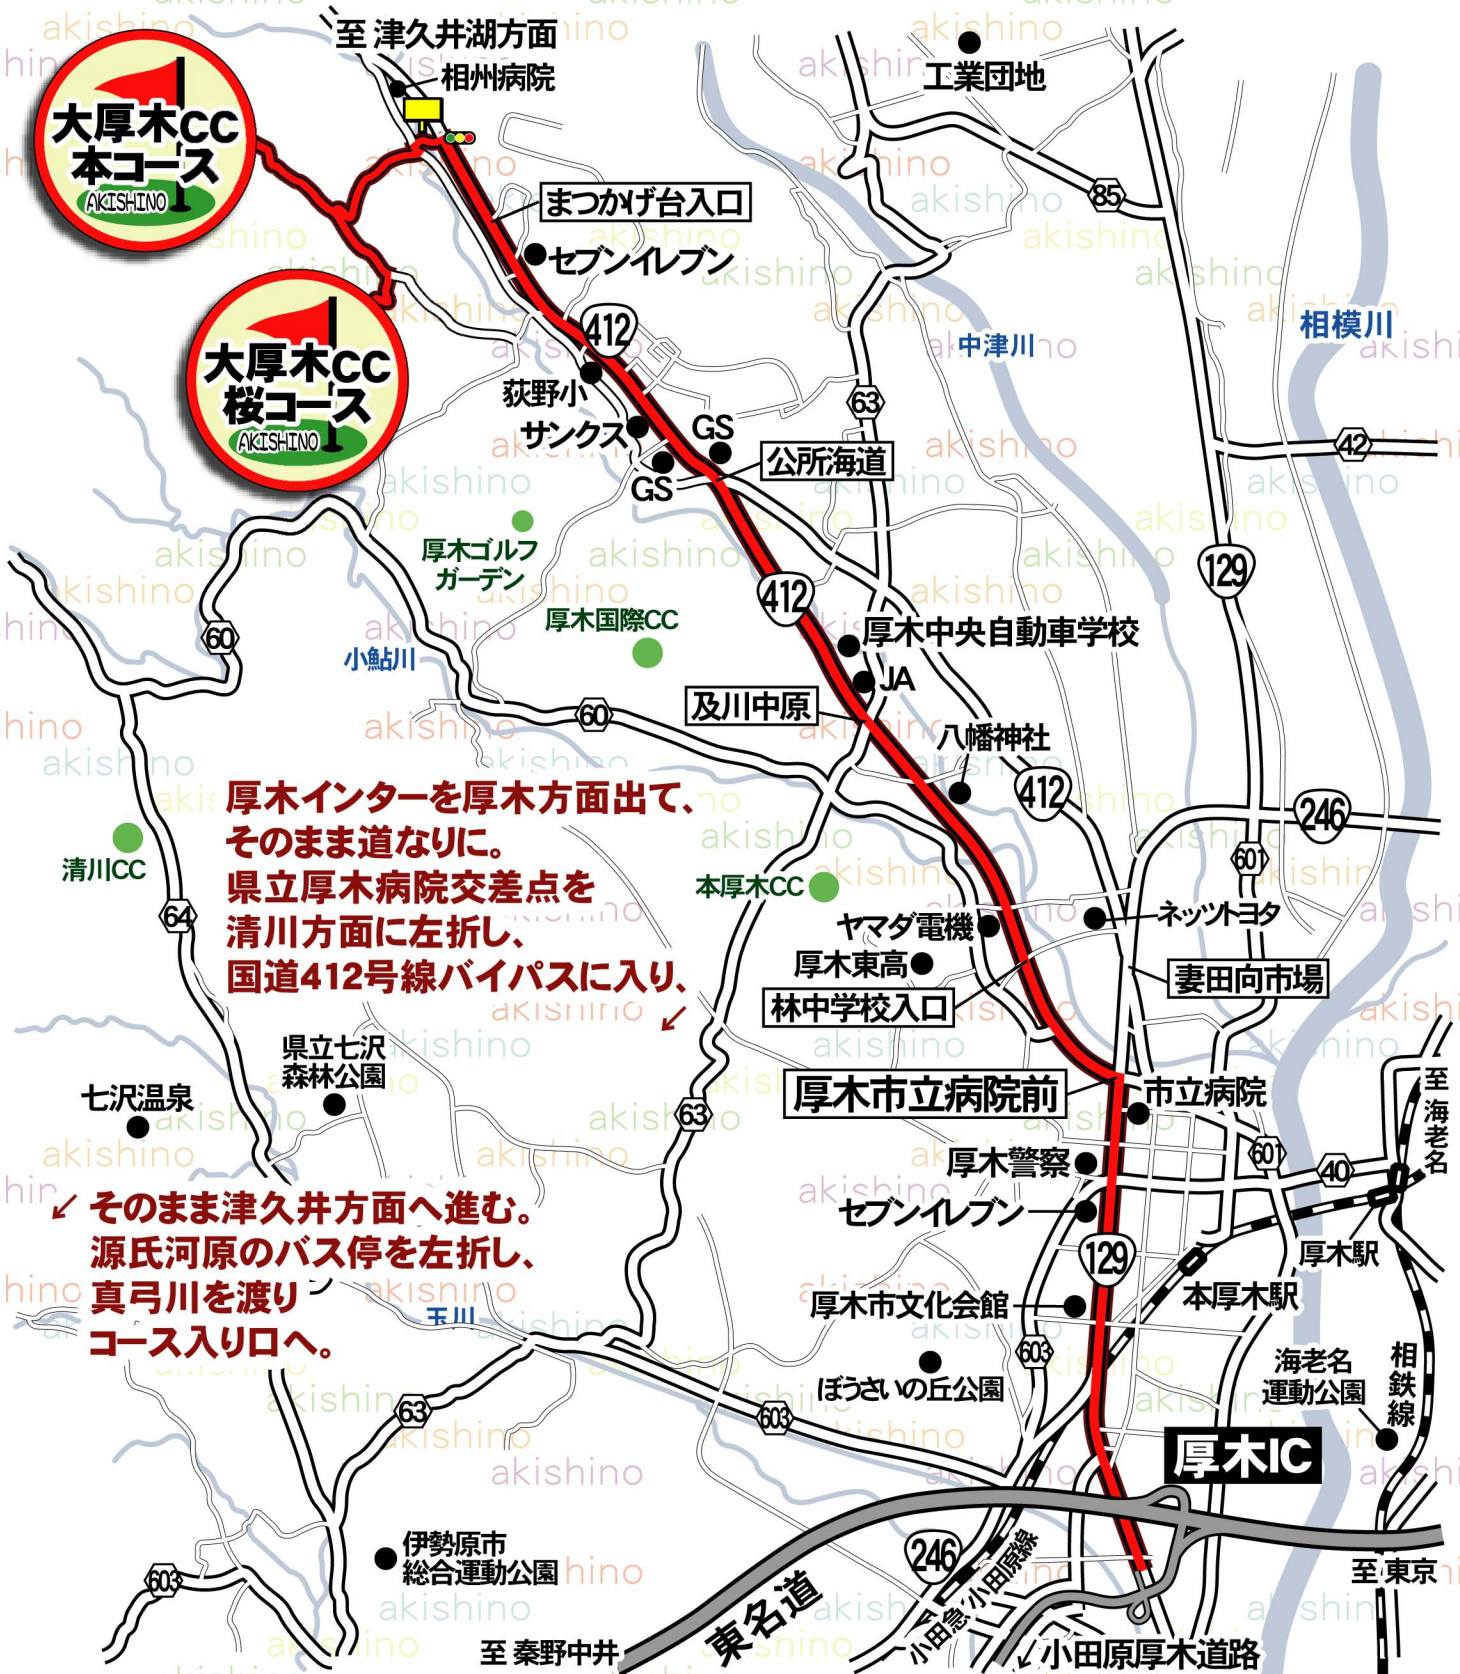 至 津久井湖方面
相州病院
工業団地
大厚木CC
本コース
AKISHINO
まつかげ台入口
85
セブンイレブン
412
中津川
相模川
大厚木CC
桜コース
AKISHINO
荻野小
サンクス
GS
GS
63
公所海道
42
厚木ゴルフ
ガーデン
129
412
厚木国際CC
60
小鮎川
厚木中央自動車学校
JA
及川中原
60
八幡神社
412
246
厚木インターを厚木方面出て、
そのまま道なりに。
県立厚木病院交差点を
清川方面に左折し、
国道412号線バイパスに入り、
↙
清川CC
64
本厚木CC
601
ヤマダ電機
ネッツトヨタ
厚木東高
妻田向市場
林中学校入口
県立七沢
森林公園
七沢温泉
厚木市立病院前
市立病院
至 海老名
63
厚木警察
601
40
セブンイレブン
↙ そのまま津久井方面へ進む。
源氏河原のバス停を左折し、
真弓川を渡り
コース入り口へ。
129
厚木駅
本厚木駅
玉川
厚木市文化会館
603
海老名
運動公園
相鉄線
ぼうさいの丘公園
63
603
厚木IC
伊勢原市
総合運動公園
603
246
小田急小田原線
至 東京
東名道
至 秦野中井
小田原厚木道路
akishino